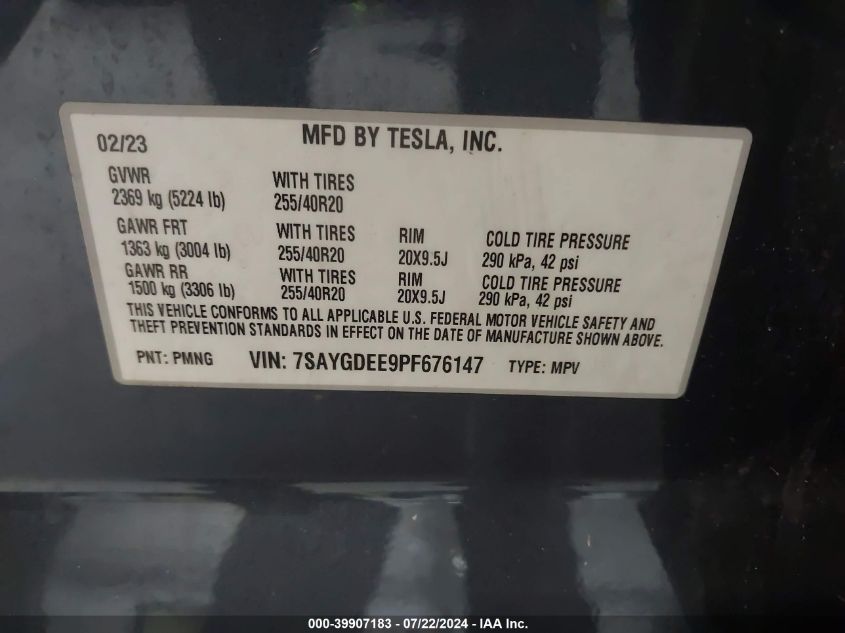 02/23 MFD BY TESLA, INC.
GVWR WITH TIRES
2369 kg (5224 lb) 255/40R20
GAWR FRT WITH TIRES RIM COLD TIRE PRESSURE
1363 kg (3004 lb) 255/40R20 20X9.5J 290 kPa, 42 psi
GAWR RR WITH TIRES RIM COLD TIRE PRESSURE
1500 kg (3306 lb) 255/40R20 20X9.5J 290 kPa, 42 psi
THIS VEHICLE CONFORMS TO ALL APPLICABLE U.S. FEDERAL MOTOR VEHICLE SAFETY AND
THEFT PREVENTION STANDARDS IN EFFECT ON THE DATE OF MANUFACTURE SHOWN ABOVE.
PNT: PMNG VIN: 7SAYGDEE9PF676147 TYPE: MPV
000-39907183 - 07/22/2024 - IAA Inc.